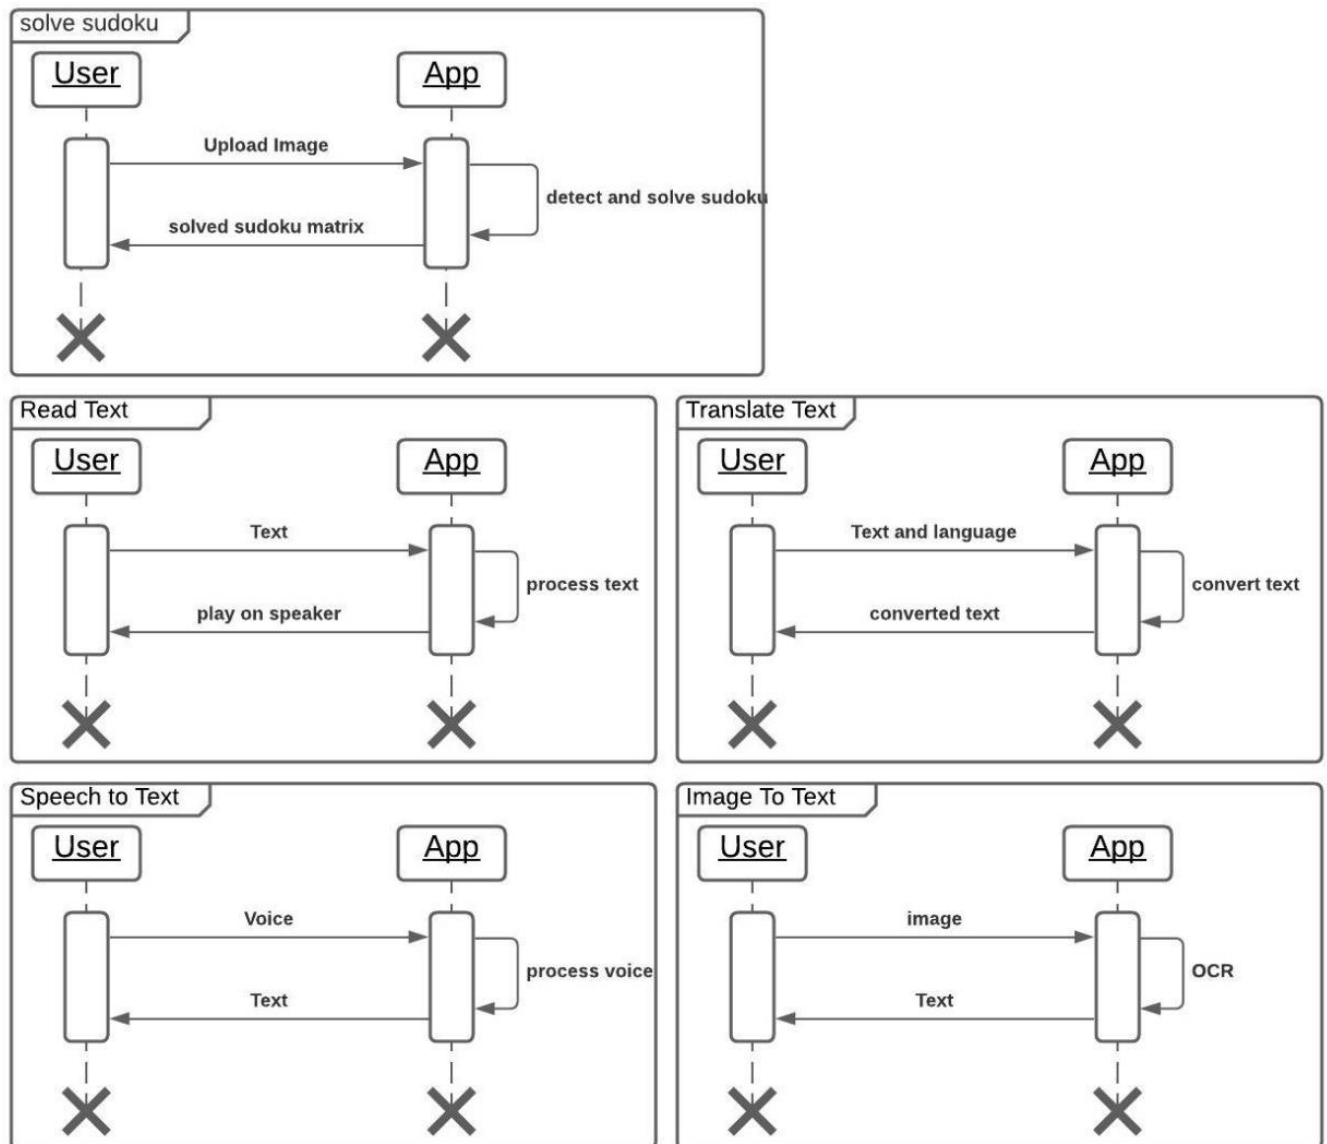 solve sudoku
User
App
Upload Image
detect and solve sudoku
solved sudoku matrix
Read Text
User
App
Text
process text
play on speaker
Translate Text
User
App
Text and language
convert text
converted text
Speech to Text
User
App
Voice
process voice
Text
Image To Text
User
App
image
OCR
Text